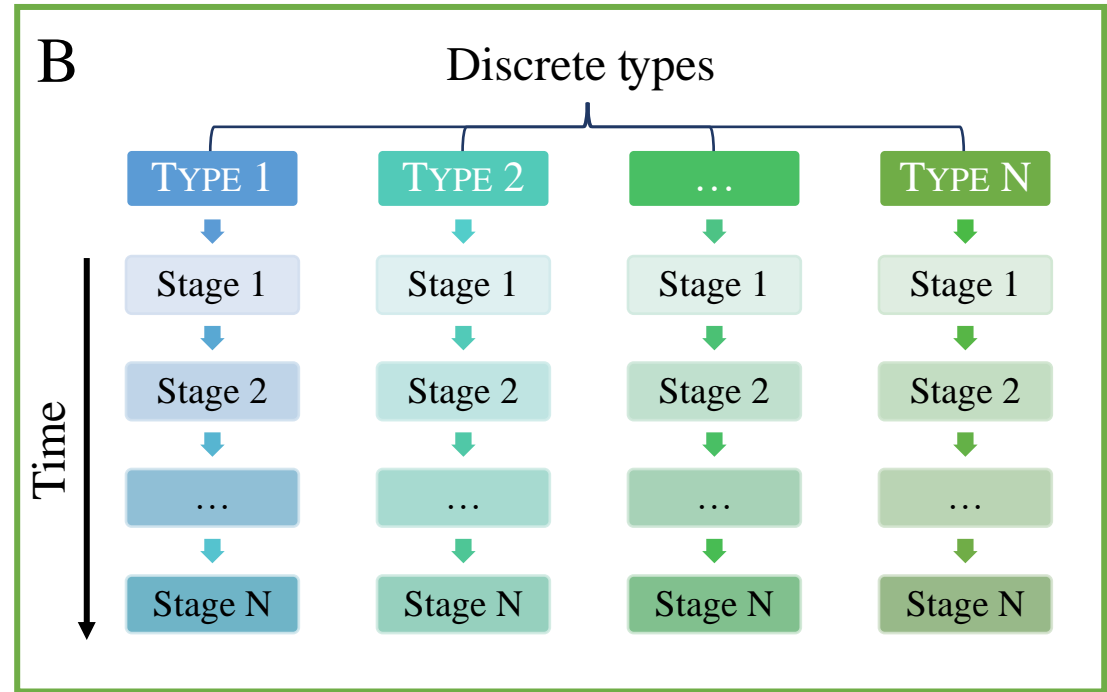 B
Discrete types
TYPE 1 TYPE 2 … TYPE N
Stage 1 Stage 1 Stage 1 Stage 1
Stage 2 Stage 2 Stage 2 Stage 2
… … … …
Stage N Stage N Stage N Stage N
Time